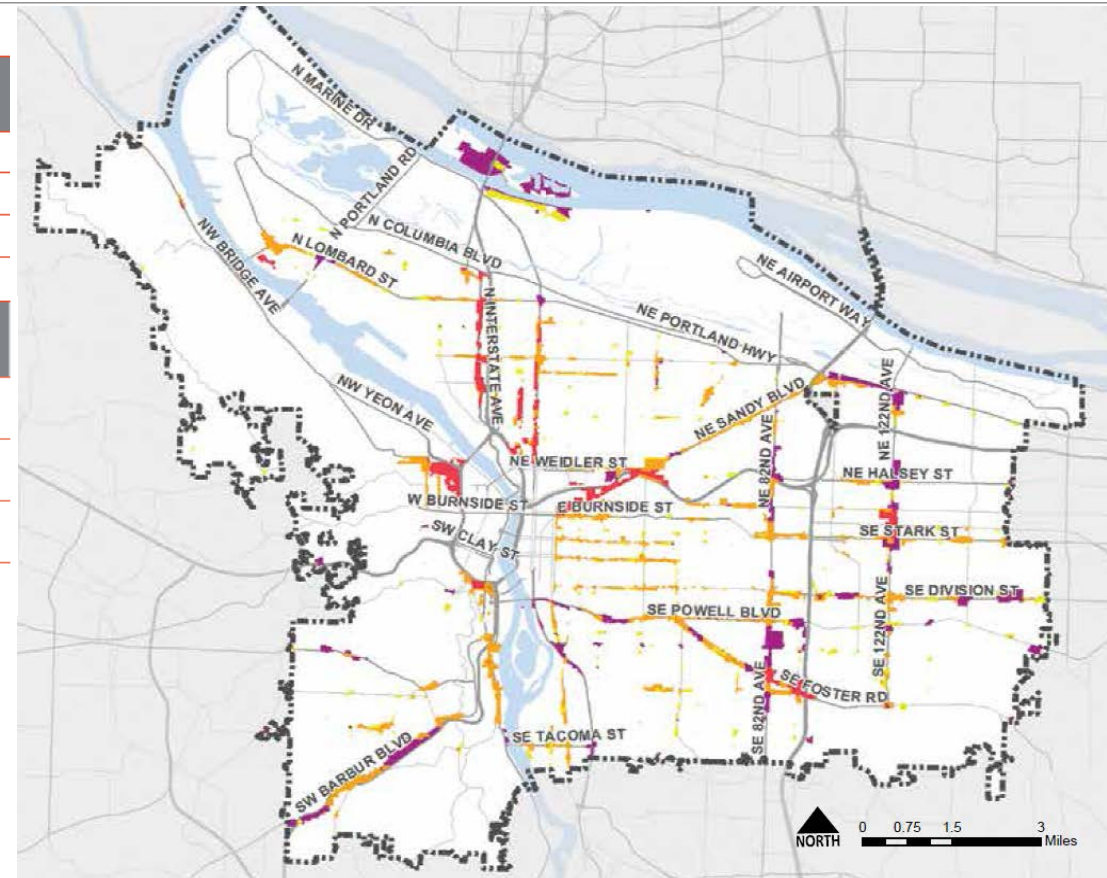 N MARINE DR
N PORTLAND RD
N COLUMBIA BLVD
N LOMBARD ST
NW BRIDGE AVE
NE AIRPORT WAY
N INTERSTATE AVE
NE PORTLAND HWY
NW YEON AVE
NE SANDY BLVD
NE 122ND AVE
NE 82ND AVE
NE WEIDLER ST
NE HALSEY ST
W BURNSIDE ST
E BURNSIDE ST
SW CLAY ST
SE STARK ST
SE DIVISION ST
SE POWELL BLVD
SE 122ND AVE
SE FOSTER RD
SE 82ND AVE
SE TACOMA ST
SW BARBUR BLVD
NORTH
0 0.75 1.5 3
Miles